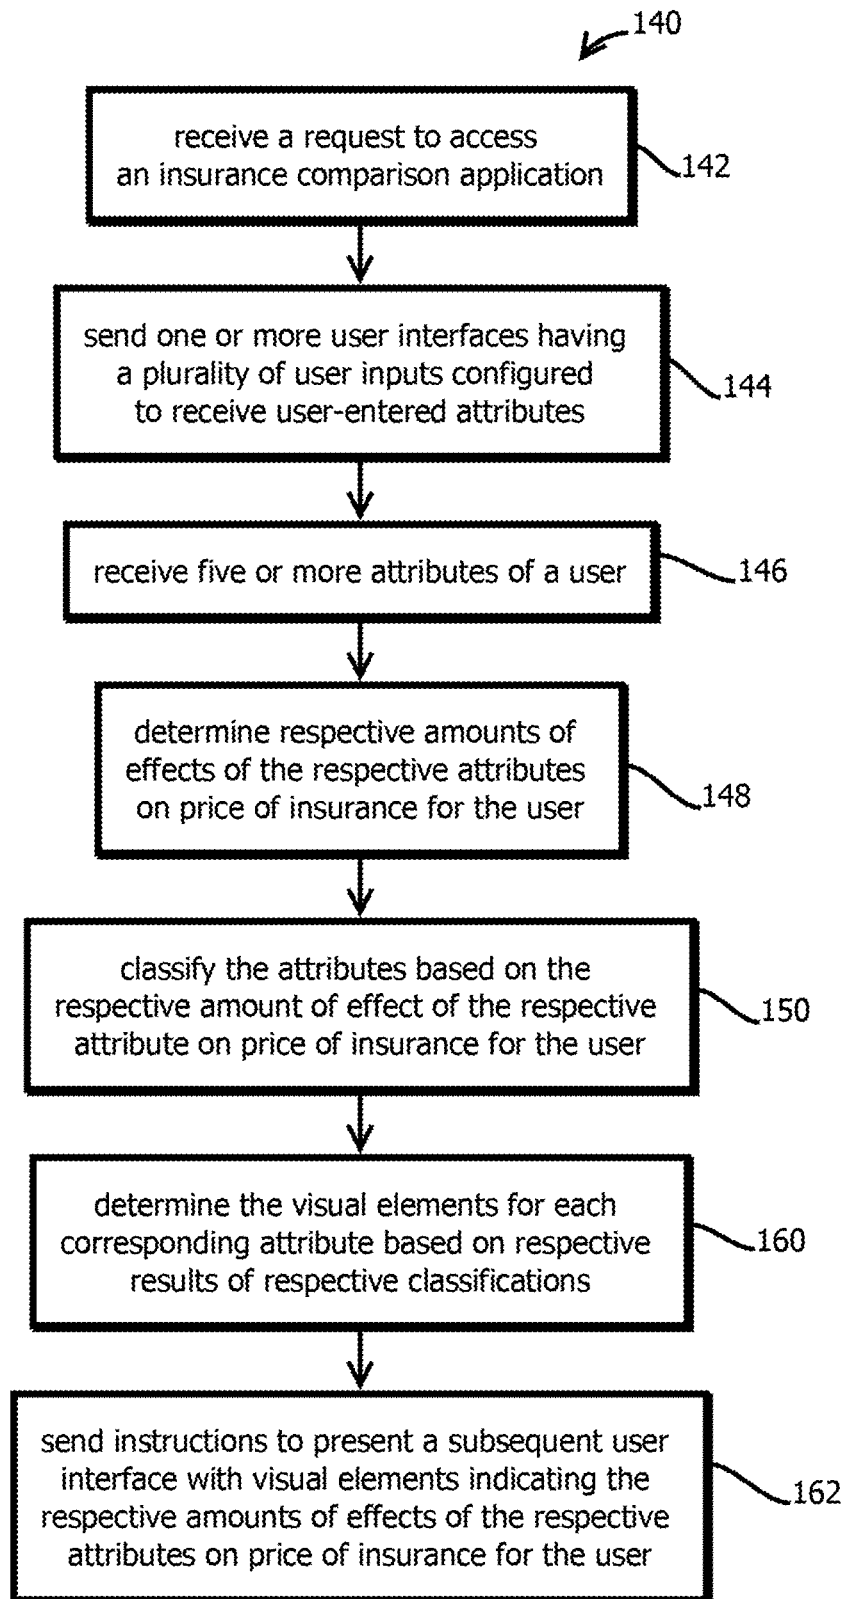 140
receive a request to access
an insurance comparison application
142
send one or more user interfaces having
a plurality of user inputs configured
to receive user-entered attributes
144
receive five or more attributes of a user
146
determine respective amounts of
effects of the respective attributes
on price of insurance for the user
148
classify the attributes based on the
respective amount of effect of the respective
attribute on price of insurance for the user
150
determine the visual elements for each
corresponding attribute based on respective
results of respective classifications
160
send instructions to present a subsequent user
interface with visual elements indicating the
respective amounts of effects of the respective
attributes on price of insurance for the user
162